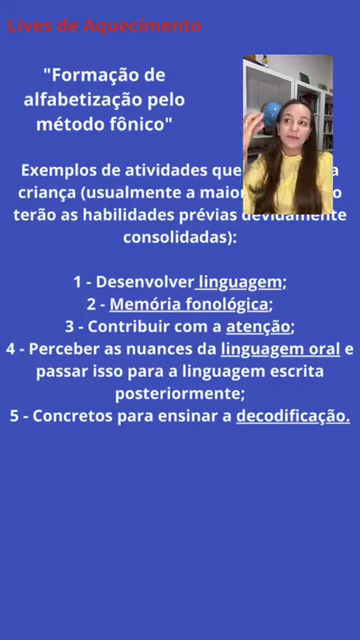 Lives de Aquecimento
"Formação de
alfabetização pelo
método fônico"
Exemplos de atividades que a
criança (usualmente a maior o
terão as habilidades prévias devidamente
consolidadas):
1 - Desenvolver linguagem;
2 - Memória fonológica;
3 - Contribuir com a atenção;
4 - Perceber as nuances da linguagem oral e
passar isso para a linguagem escrita
posteriormente;
5 - Concretos para ensinar a decodificação.